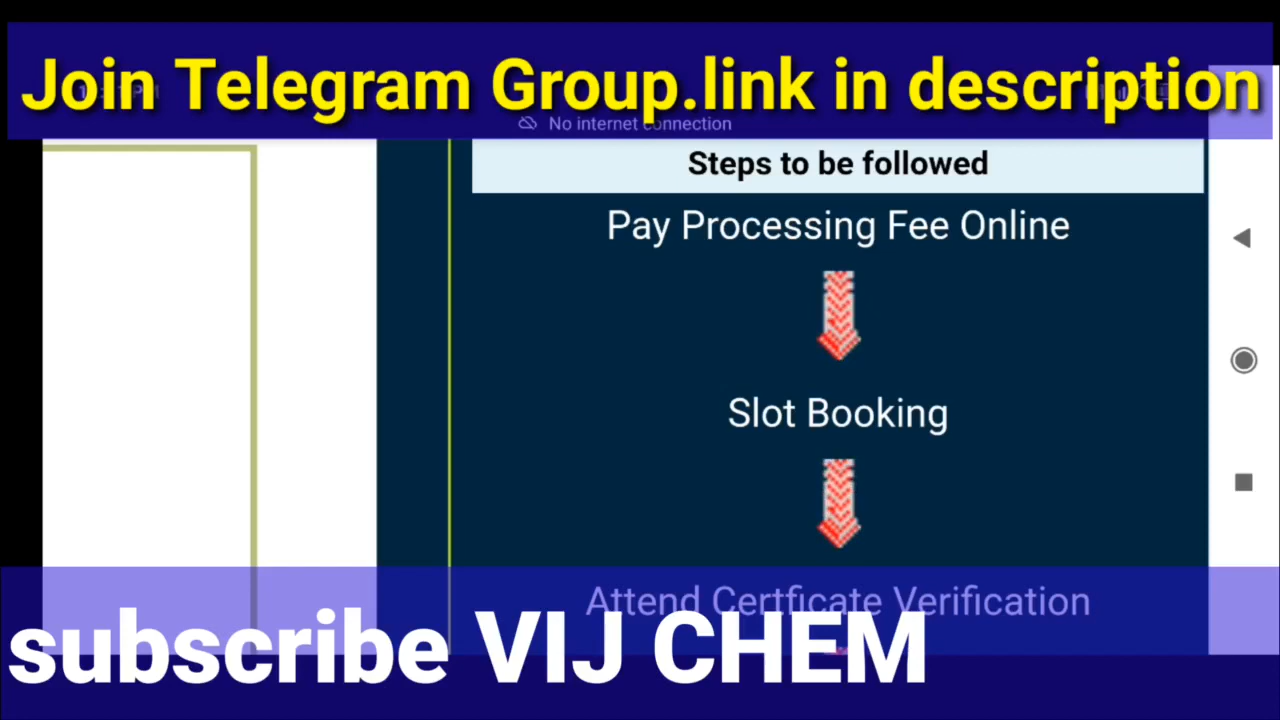 Join Telegram Group.link in description
No internet connection
Steps to be followed
Pay Processing Fee Online
Slot Booking
Attend Certficate Verification
subscribe VIJ CHEM